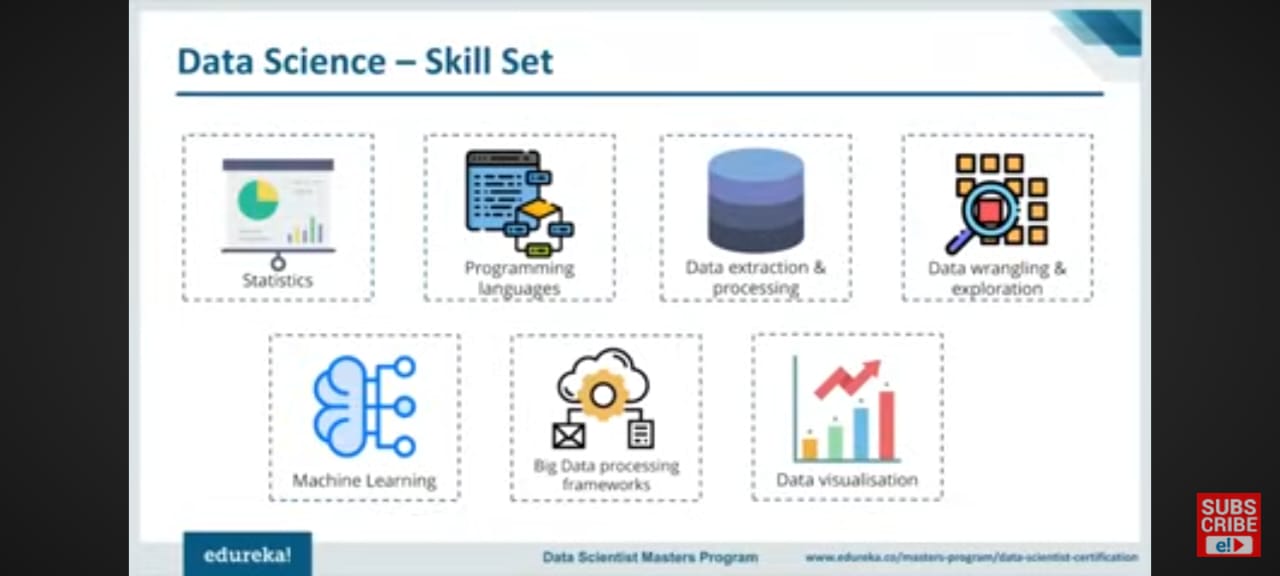 Data Science – Skill Set
Statistics
Programming
languages
Data extraction &
processing
Data wrangling &
exploration
Machine Learning
Big Data processing
frameworks
Data visualisation
edureka!
Data Scientist Masters Program
www.edureka.co/masters-program/data-scientist-certification
SUBS
CRIBE
e!